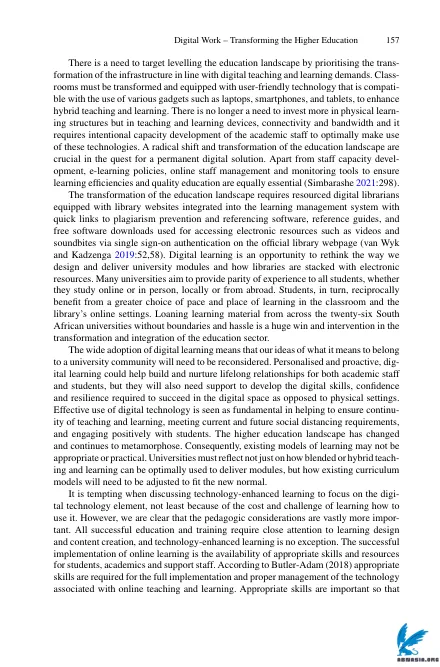 Digital Work – Transforming the Higher Education 157
There is a need to target levelling the education landscape by prioritising the trans-
formation of the infrastructure in line with digital teaching and learning demands. Class-
rooms must be transformed and equipped with user-friendly technology that is compati-
ble with the use of various gadgets such as laptops, smartphones, and tablets, to enhance
hybrid teaching and learning. There is no longer a need to invest more in physical learn-
ing structures but in teaching and learning devices, connectivity and bandwidth and it
requires intentional capacity development of the academic staff to optimally make use
of these technologies. A radical shift and transformation of the education landscape are
crucial in the quest for a permanent digital solution. Apart from staff capacity devel-
opment, e-learning policies, online staff management and monitoring tools to ensure
learning efficiencies and quality education are equally essential (Simbarashe 2021:298).
The transformation of the education landscape requires resourced digital librarians
equipped with library websites integrated into the learning management system with
quick links to plagiarism prevention and referencing software, reference guides, and
free software downloads used for accessing electronic resources such as videos and
soundbites via single sign-on authentication on the official library webpage (van Wyk
and Kadzenga 2019:52,58). Digital learning is an opportunity to rethink the way we
design and deliver university modules and how libraries are stacked with electronic
resources. Many universities aim to provide parity of experience to all students, whether
they study online or in person, locally or from abroad. Students, in turn, reciprocally
benefit from a greater choice of pace and place of learning in the classroom and the
library's online settings. Loaning learning material from across the twenty-six South
African universities without boundaries and hassle is a huge win and intervention in the
transformation and integration of the education sector.
The wide adoption of digital learning means that our ideas of what it means to belong
to a university community will need to be reconsidered. Personalised and proactive, dig-
ital learning could help build and nurture lifelong relationships for both academic staff
and students, but they will also need support to develop the digital skills, confidence
and resilience required to succeed in the digital space as opposed to physical settings.
Effective use of digital technology is seen as fundamental in helping to ensure continu-
ity of teaching and learning, meeting current and future social distancing requirements,
and engaging positively with students. The higher education landscape has changed
and continues to metamorphose. Consequently, existing models of learning may not be
appropriate or practical. Universities must reflect not just on how blended or hybrid teach-
ing and learning can be optimally used to deliver modules, but how existing curriculum
models will need to be adjusted to fit the new normal.
It is tempting when discussing technology-enhanced learning to focus on the digi-
tal technology element, not least because of the cost and challenge of learning how to
use it. However, we are clear that the pedagogic considerations are vastly more impor-
tant. All successful education and training require close attention to learning design
and content creation, and technology-enhanced learning is no exception. The successful
implementation of online learning is the availability of appropriate skills and resources
for students, academics and support staff. According to Butler-Adam (2018) appropriate
skills are required for the full implementation and proper management of the technology
associated with online teaching and learning. Appropriate skills are important so that